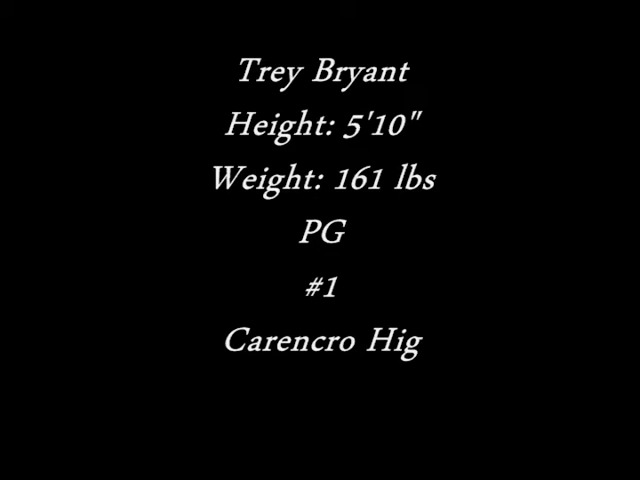 Trey Bryant
Height: 5'10"
Weight: 161 lbs
PG
#1
Carencro Hig